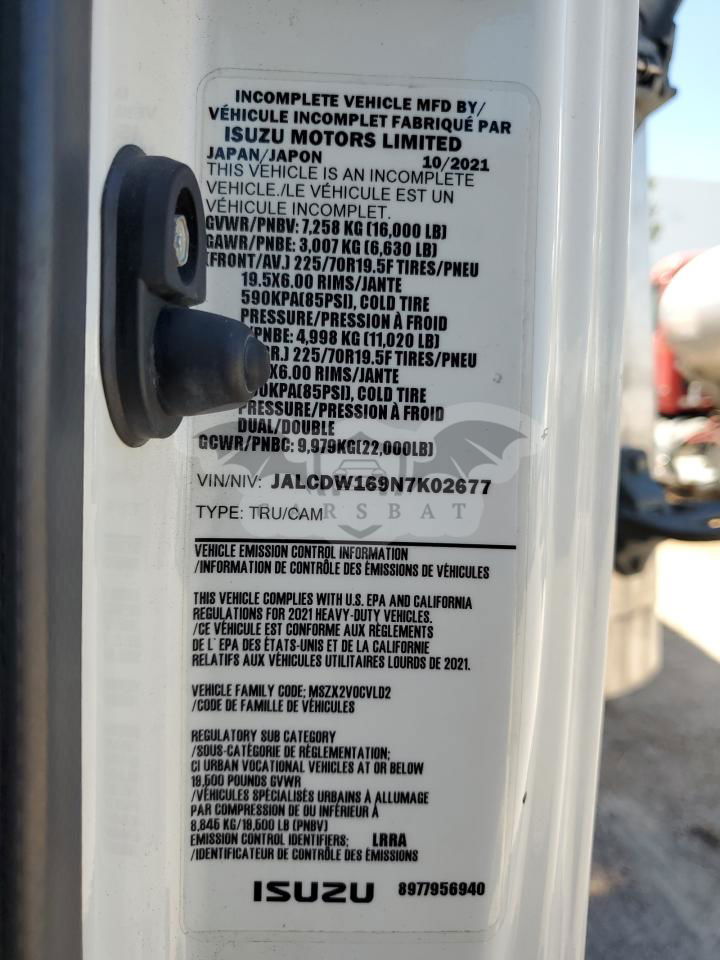 INCOMPLETE VEHICLE MFD BY/
VÉHICULE INCOMPLET FABRIQUÉ PAR
ISUZU MOTORS LIMITED
JAPAN/JAPON 10/2021
THIS VEHICLE IS AN INCOMPLETE
VEHICLE./LE VÉHICULE EST UN
VÉHICULE INCOMPLET.
GVWR/PNBV: 7,258 KG (16,000 LB)
GAWR/PNBE: 3,007 KG (6,630 LB)
(FRONT/AV.) 225/70R19.5F TIRES/PNEU
19.5X6.00 RIMS/JANTE
590KPA(85PSI), COLD TIRE
PRESSURE/PRESSION À FROID
/PNBE: 4,998 KG (11,020 LB)
R.) 225/70R19.5F TIRES/PNEU
X6.00 RIMS/JANTE
90KPA(85PSI), COLD TIRE
PRESSURE/PRESSION À FROID
DUAL/DOUBLE
GCWR/PNBC: 9,979KG(22,000LB)
VIN/NIV: JALCDW169N7K02677
CARSBAT
TYPE: TRU/CAM
VEHICLE EMISSION CONTROL INFORMATION
/INFORMATION DE CONTRÔLE DES ÉMISSIONS DE VÉHICULES
THIS VEHICLE COMPLIES WITH U.S. EPA AND CALIFORNIA
REGULATIONS FOR 2021 HEAVY-DUTY VEHICLES.
/CE VÉHICULE EST CONFORME AUX RÈGLEMENTS
DE L'EPA DES ÉTATS-UNIS ET DE LA CALIFORNIE
RELATIFS AUX VÉHICULES UTILITAIRES LOURDS DE 2021.
VEHICLE FAMILY CODE; MSZX2VOCVLD2
/CODE DE FAMILLE DE VÉHICULES
REGULATORY SUB CATEGORY
/SOUS-CATÉGORIE DE RÉGLEMENTATION;
CI URBAN VOCATIONAL VEHICLES AT OR BELOW
19,500 POUNDS GVWR
/VÉHICULES SPÉCIALISÉS URBAINS À ALLUMAGE
PAR COMPRESSION DE OU INFÉRIEUR À
8,845 KG/19,500 LB (PNBV)
EMISSION CONTROL IDENTIFIERS; LRRA
/IDENTIFICATEUR DE CONTRÔLE DES ÉMISSIONS
ISUZU 8977956940